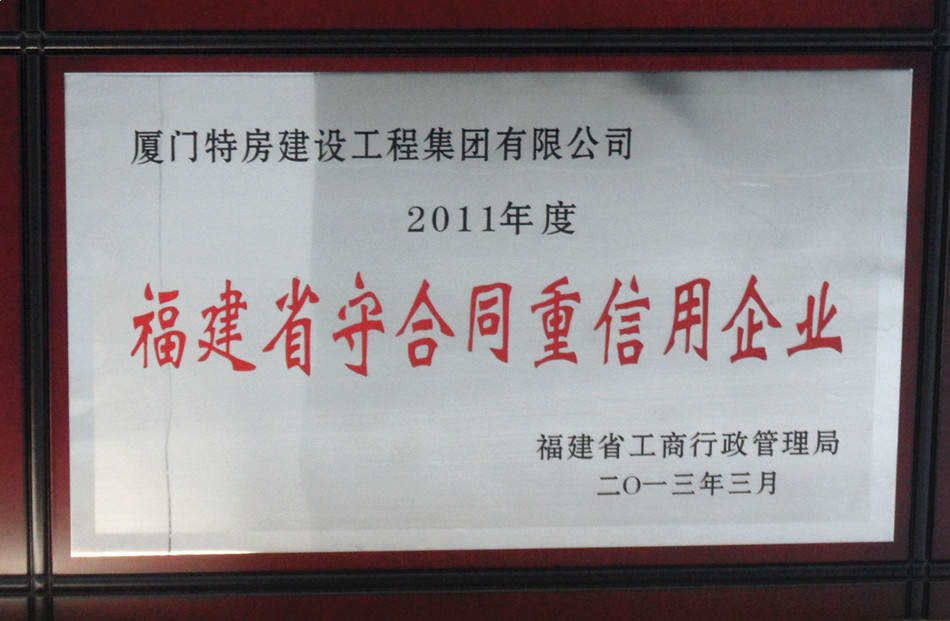 厦门特房建设工程集团有限公司
2011年度
福建省守合同重信用企业
福建省工商行政管理局
二〇一三年三月